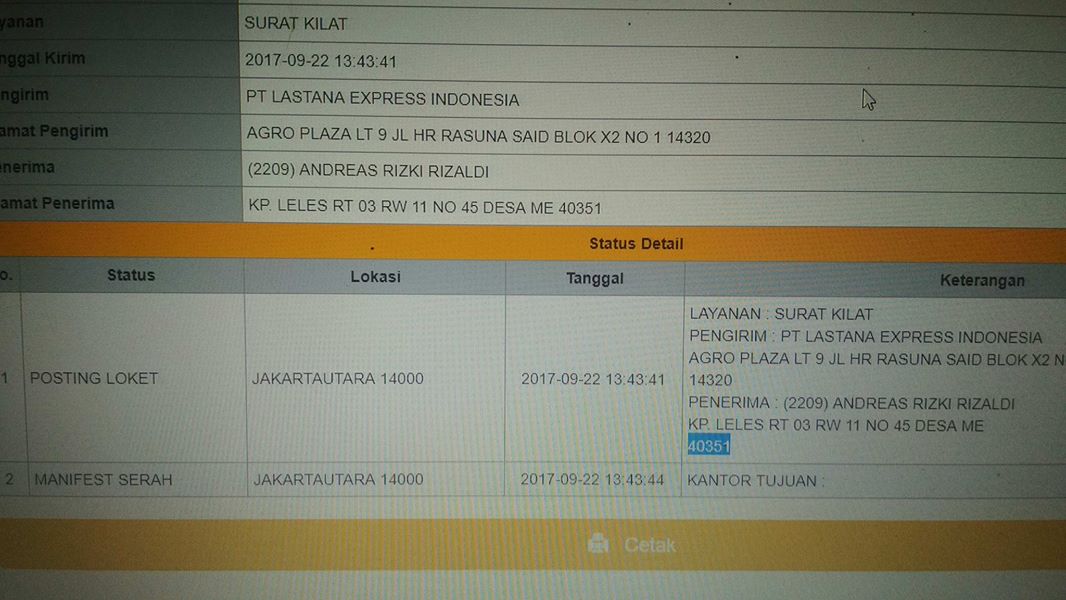 yanan SURAT KILAT
nggal Kirim 2017-09-22 13:43:41
ngirim PT LASTANA EXPRESS INDONESIA
amat Pengirim AGRO PLAZA LT 9 JL HR RASUNA SAID BLOK X2 NO 1 14320
enerima (2209) ANDREAS RIZKI RIZALDI
amat Penerima KP. LELES RT 03 RW 11 NO 45 DESA ME 40351
Status Detail
o. Status Lokasi Tanggal Keterangan
1 POSTING LOKET JAKARTAUTARA 14000 2017-09-22 13:43:41
LAYANAN : SURAT KILAT
PENGIRIM : PT LASTANA EXPRESS INDONESIA
AGRO PLAZA LT 9 JL HR RASUNA SAID BLOK X2 N
14320
PENERIMA : (2209) ANDREAS RIZKI RIZALDI
KP. LELES RT 03 RW 11 NO 45 DESA ME
40351
2 MANIFEST SERAH JAKARTAUTARA 14000 2017-09-22 13:43:44 KANTOR TUJUAN :
Cetak